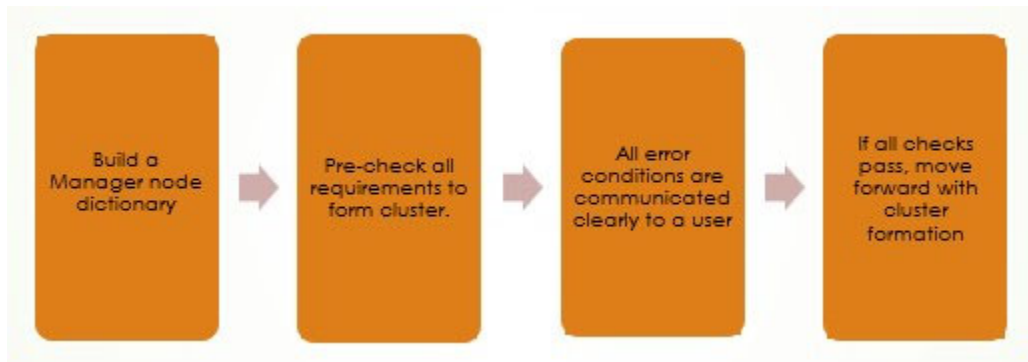 Build a
Manager node
dictionary
Pre-check all
requirements to
form cluster.
All error
conditions are
communicated
clearly to a user
If all checks
pass, move
forward with
cluster
formation